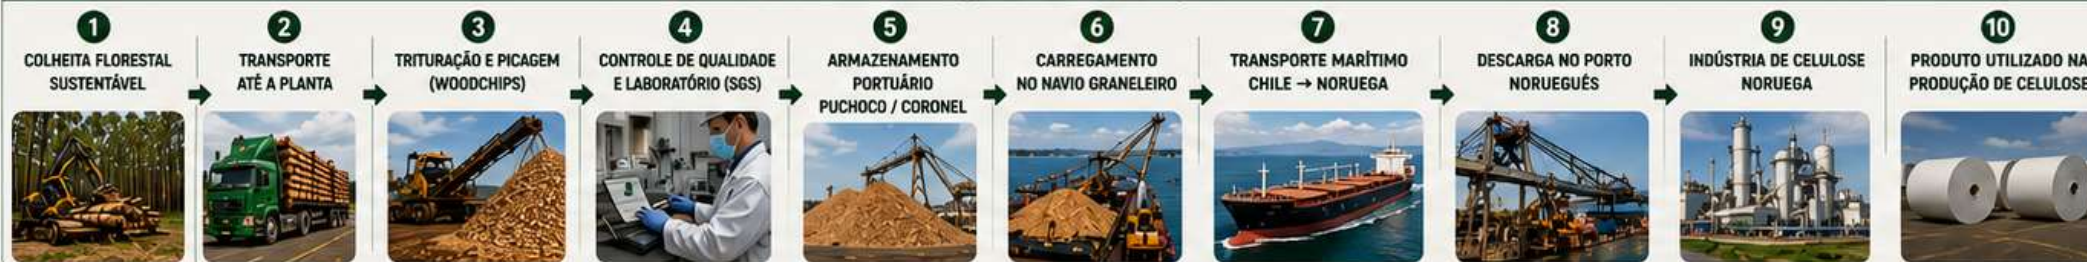 1
COLHEITA FLORESTAL
SUSTENTÁVEL
2
TRANSPORTE
ATÉ A PLANTA
3
TRITURAÇÃO E PICAGEM
(WOODCHIPS)
4
CONTROLE DE QUALIDADE
E LABORATÓRIO (SGS)
5
ARMAZENAMENTO
PORTUÁRIO
PUCHOCO / CORONEL
6
CARREGAMENTO
NO NAVIO GRANELEIRO
7
TRANSPORTE MARÍTIMO
CHILE → NORUEGA
8
DESCARGA NO PORTO
NORUEGUÊS
9
INDÚSTRIA DE CELULOSE
NORUEGA
10
PRODUTO UTILIZADO NA
PRODUÇÃO DE CELULOSE